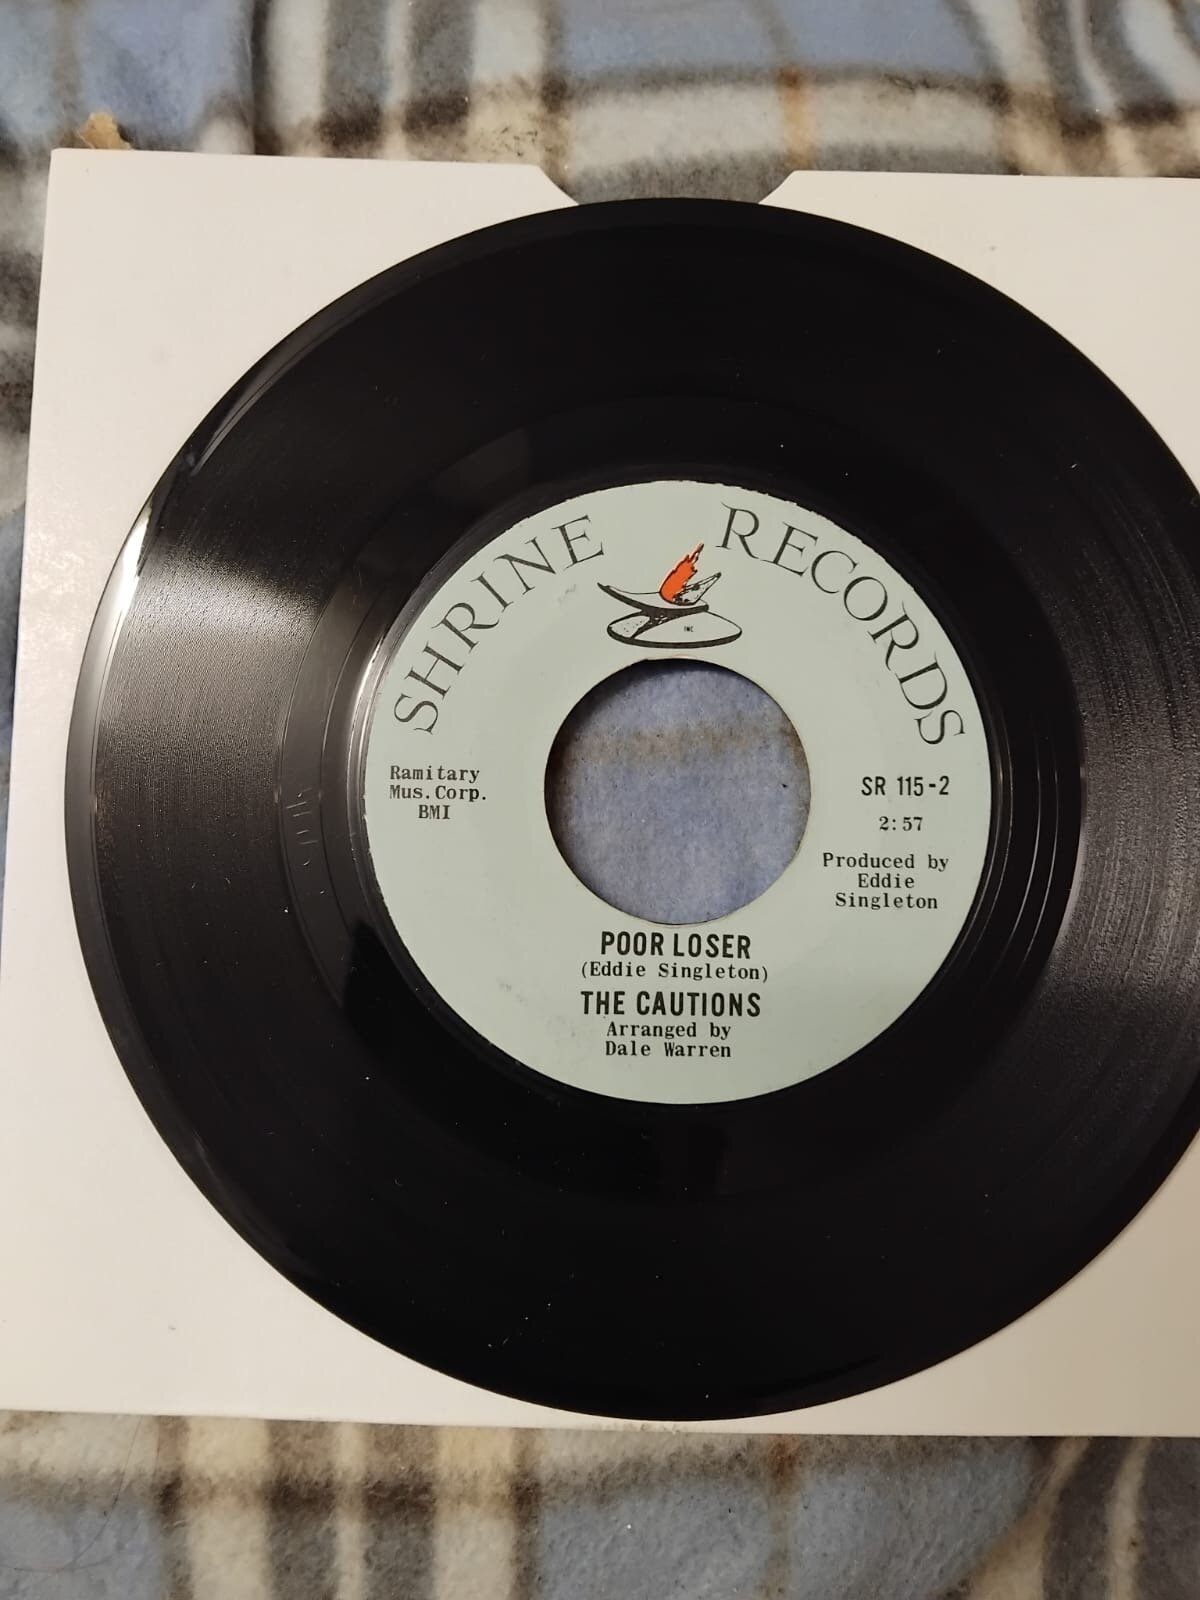 SHRINE RECORDS
INC
Ramitary
Mus.Corp.
BMI
SR 115-2
2:57
Produced by
Eddie
Singleton
POOR LOSER
(Eddie Singleton)
THE CAUTIONS
Arranged by
Dale Warren